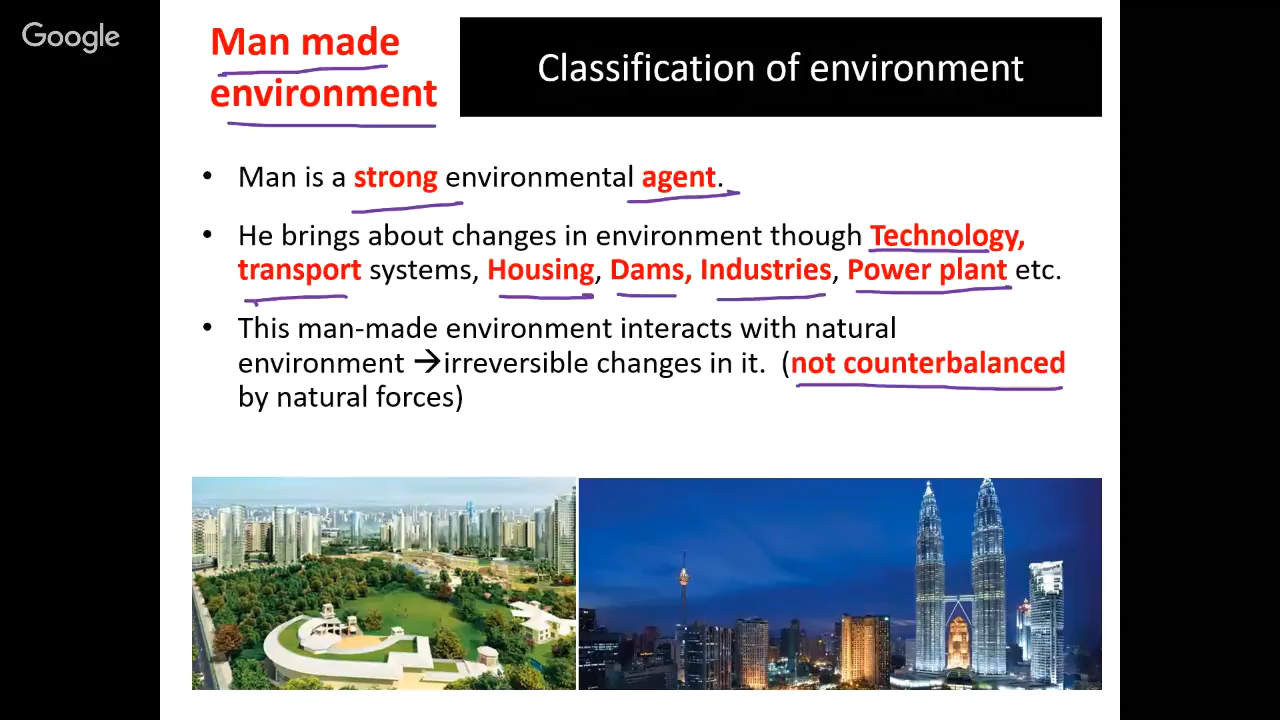 Google
Man made
environment
Classification of environment
• Man is a strong environmental agent.
• He brings about changes in environment though Technology,
transport systems, Housing, Dams, Industries, Power plant etc.
• This man-made environment interacts with natural
environment →irreversible changes in it. (not counterbalanced
by natural forces)